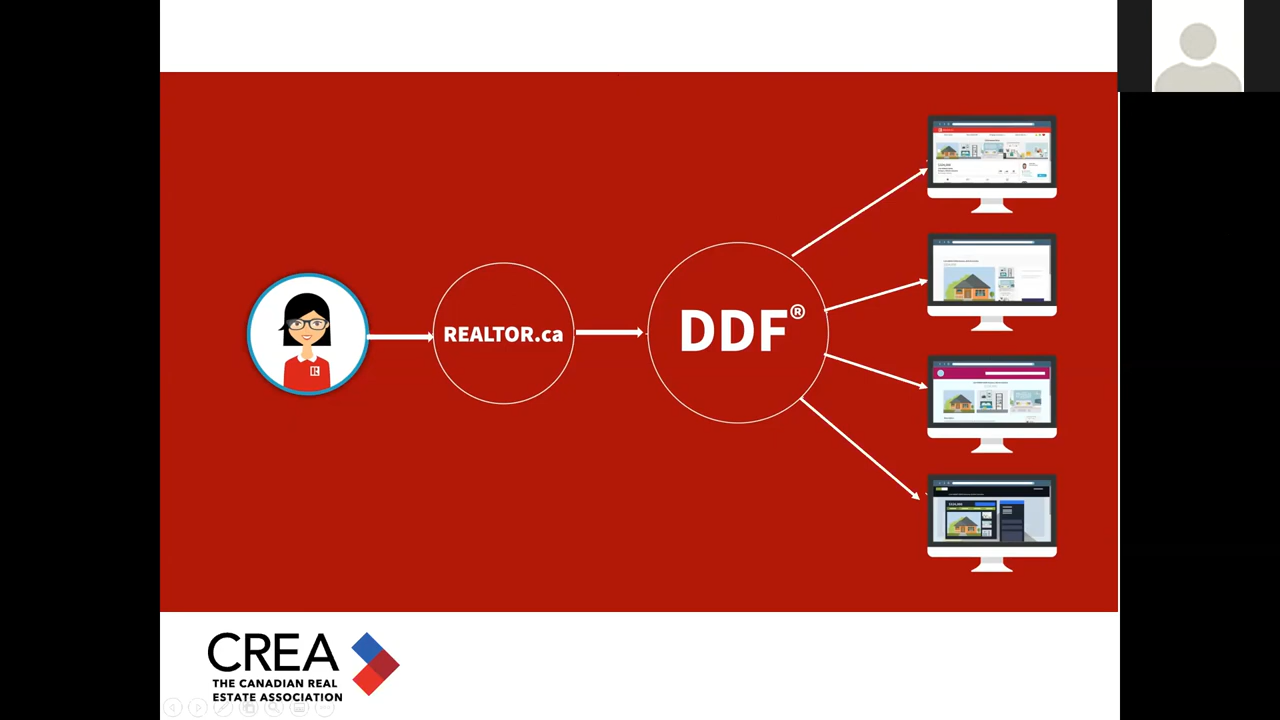 REALTOR.ca
DDF®
CREA
THE CANADIAN REAL
ESTATE ASSOCIATION